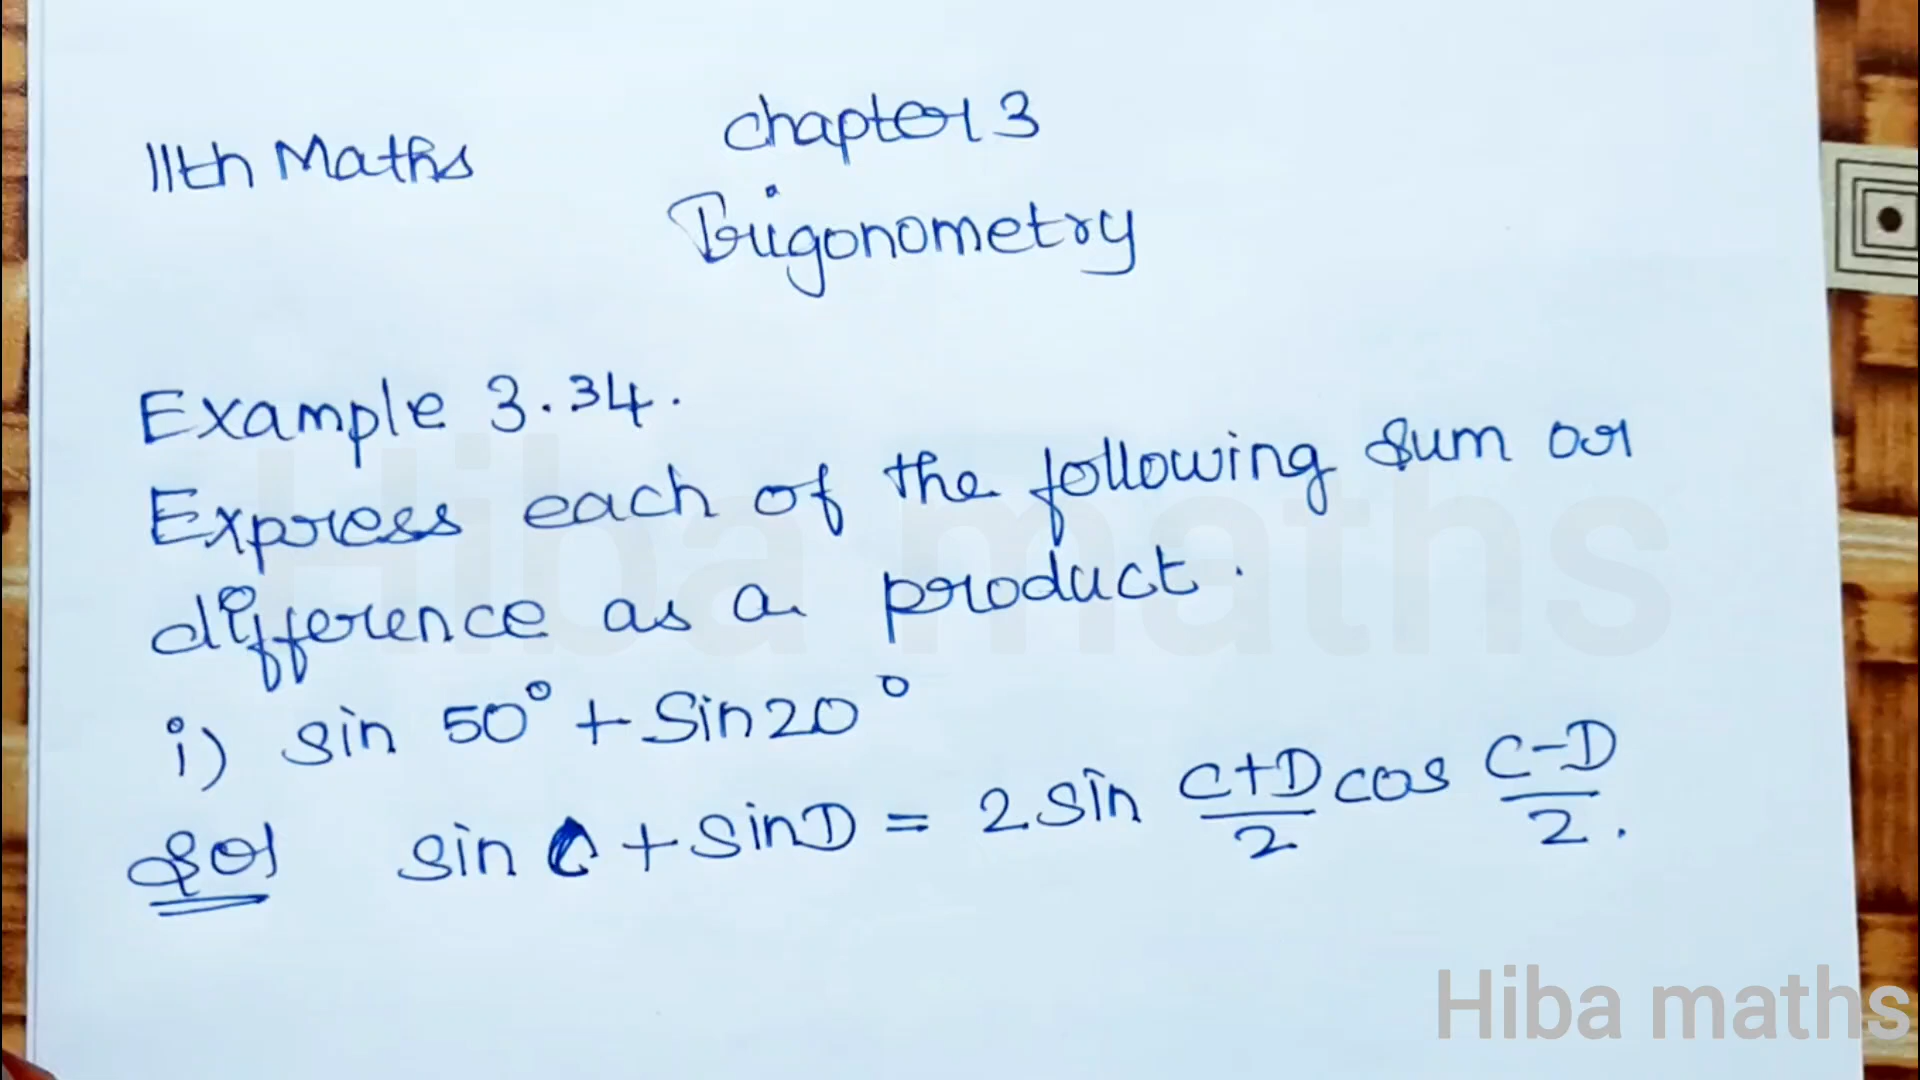 11th Maths
chapter 3
Trigonometry
Example 3.34.
Express each of the following sum or
difference as a product.
i) sin 50° + sin 20°
Sol sin C + sin D = 2 sin C+D/2 cos C-D/2.
Hiba maths
Hiba maths